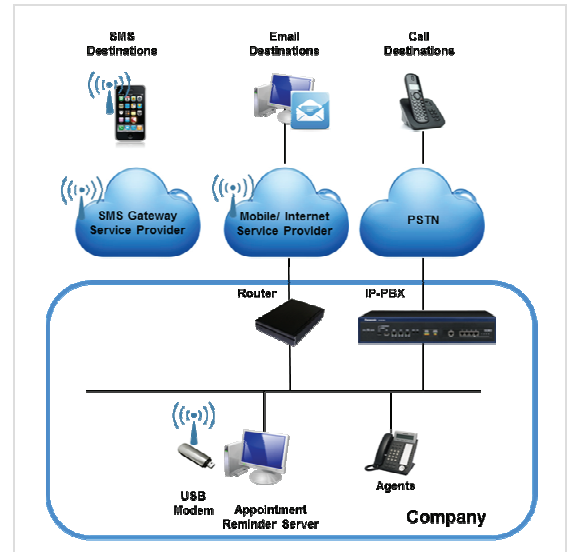 SMS
Destinations
Email
Destinations
Call
Destinations
SMS Gateway
Service Provider
Mobile/ Internet
Service Provider
PSTN
Router
IP-PBX
USB
Modem
Appointment
Reminder Server
Agents
Company